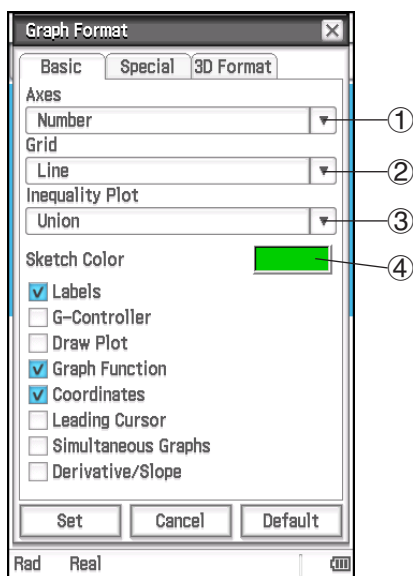 Graph Format
Basic Special 3D Format
Axes
Number ①
Grid
Line ②
Inequality Plot
Union ③
Sketch Color ④
Labels
G-Controller
Draw Plot
Graph Function
Coordinates
Leading Cursor
Simultaneous Graphs
Derivative/Slope
Set Cancel Default
Rad Real